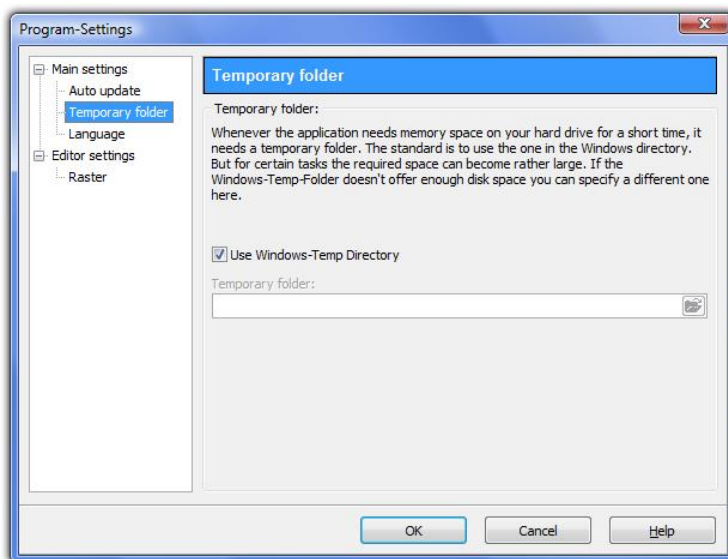 Program-Settings
Main settings
Auto update
Temporary folder
Language
Editor settings
Raster
Temporary folder
Temporary folder:
Whenever the application needs memory space on your hard drive for a short time, it
needs a temporary folder. The standard is to use the one in the Windows directory.
But for certain tasks the required space can become rather large. If the
Windows-Temp-Folder doesn't offer enough disk space you can specify a different one
here.
Use Windows-Temp Directory
Temporary folder:
OK
Cancel
Help